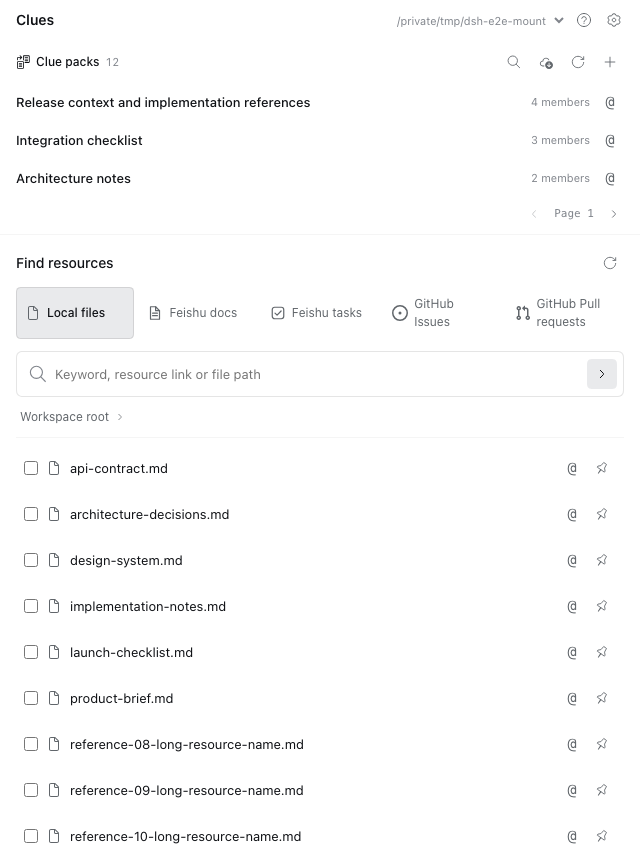 Clues
/private/tmp/dsh-e2e-mount
Clue packs 12
Release context and implementation references 4 members @
Integration checklist 3 members @
Architecture notes 2 members @
Page 1
Find resources
Local files
Feishu docs
Feishu tasks
GitHub Issues
GitHub Pull requests
Keyword, resource link or file path
Workspace root
api-contract.md @
architecture-decisions.md @
design-system.md @
implementation-notes.md @
launch-checklist.md @
product-brief.md @
reference-08-long-resource-name.md @
reference-09-long-resource-name.md @
reference-10-long-resource-name.md @